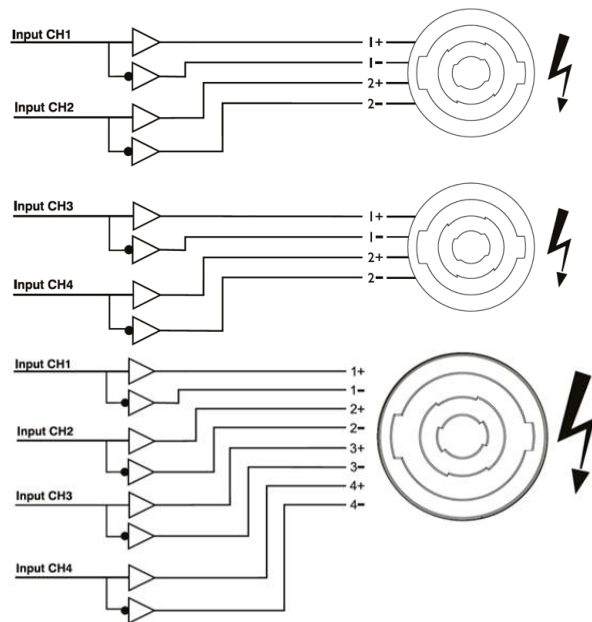 Input CH1
1+
1−
Input CH2
2+
2−
Input CH3
1+
1−
Input CH4
2+
2−
Input CH1
1+
1−
2+
Input CH2
2−
3+
3−
Input CH3
4+
4−
Input CH4